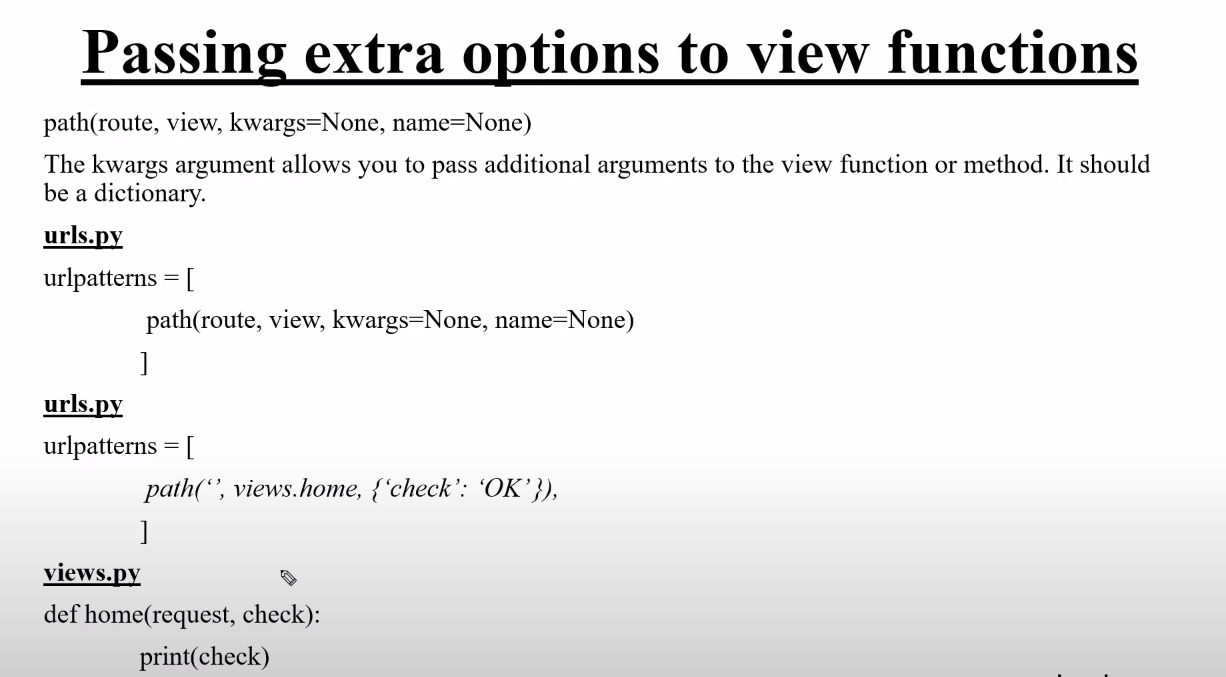 Passing extra options to view functions
path(route, view, kwargs=None, name=None)
The kwargs argument allows you to pass additional arguments to the view function or method. It should
be a dictionary.
urls.py
urlpatterns = [
path(route, view, kwargs=None, name=None)
]
urls.py
urlpatterns = [
path(‘’, views.home, {‘check’: ‘OK’}),
]
views.py
def home(request, check):
print(check)